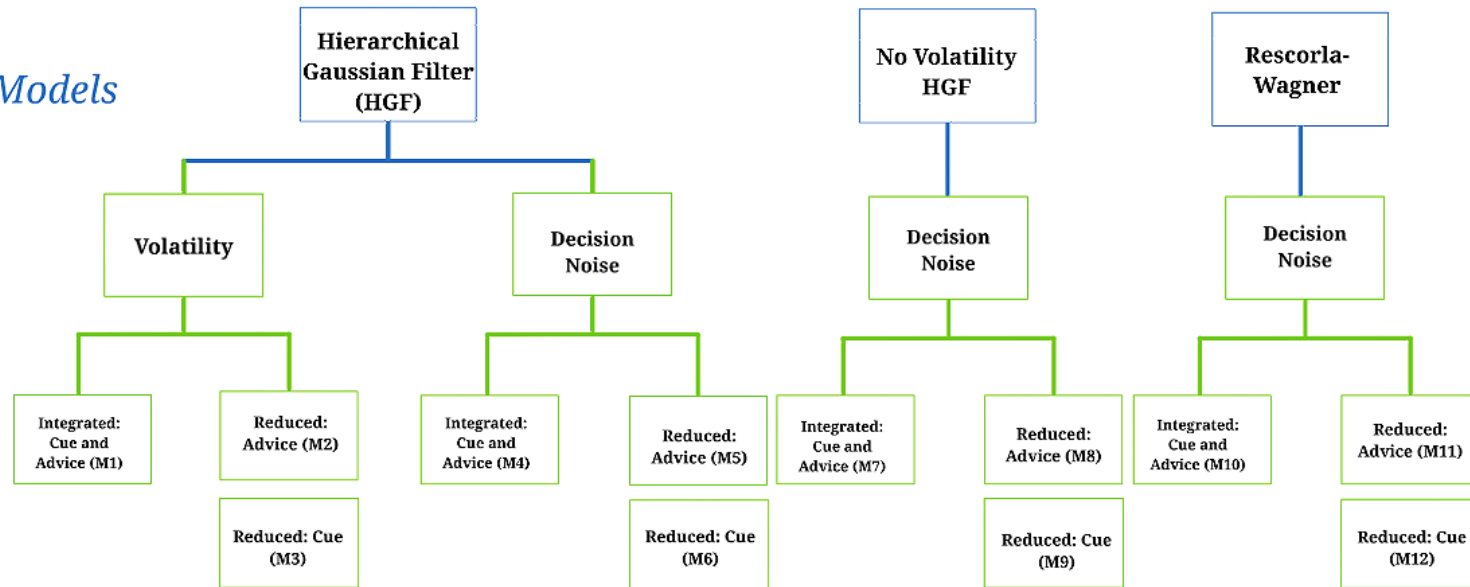 Models
Hierarchical
Gaussian Filter
(HGF)
No Volatility
HGF
Rescorla-
Wagner
Volatility
Decision
Noise
Decision
Noise
Decision
Noise
Integrated:
Cue and
Advice (M1)
Reduced:
Advice (M2)
Reduced: Cue
(M3)
Integrated:
Cue and
Advice (M4)
Reduced:
Advice (M5)
Reduced: Cue
(M6)
Integrated:
Cue and
Advice (M7)
Reduced:
Advice (M8)
Reduced: Cue
(M9)
Integrated:
Cue and
Advice (M10)
Reduced:
Advice (M11)
Reduced: Cue
(M12)